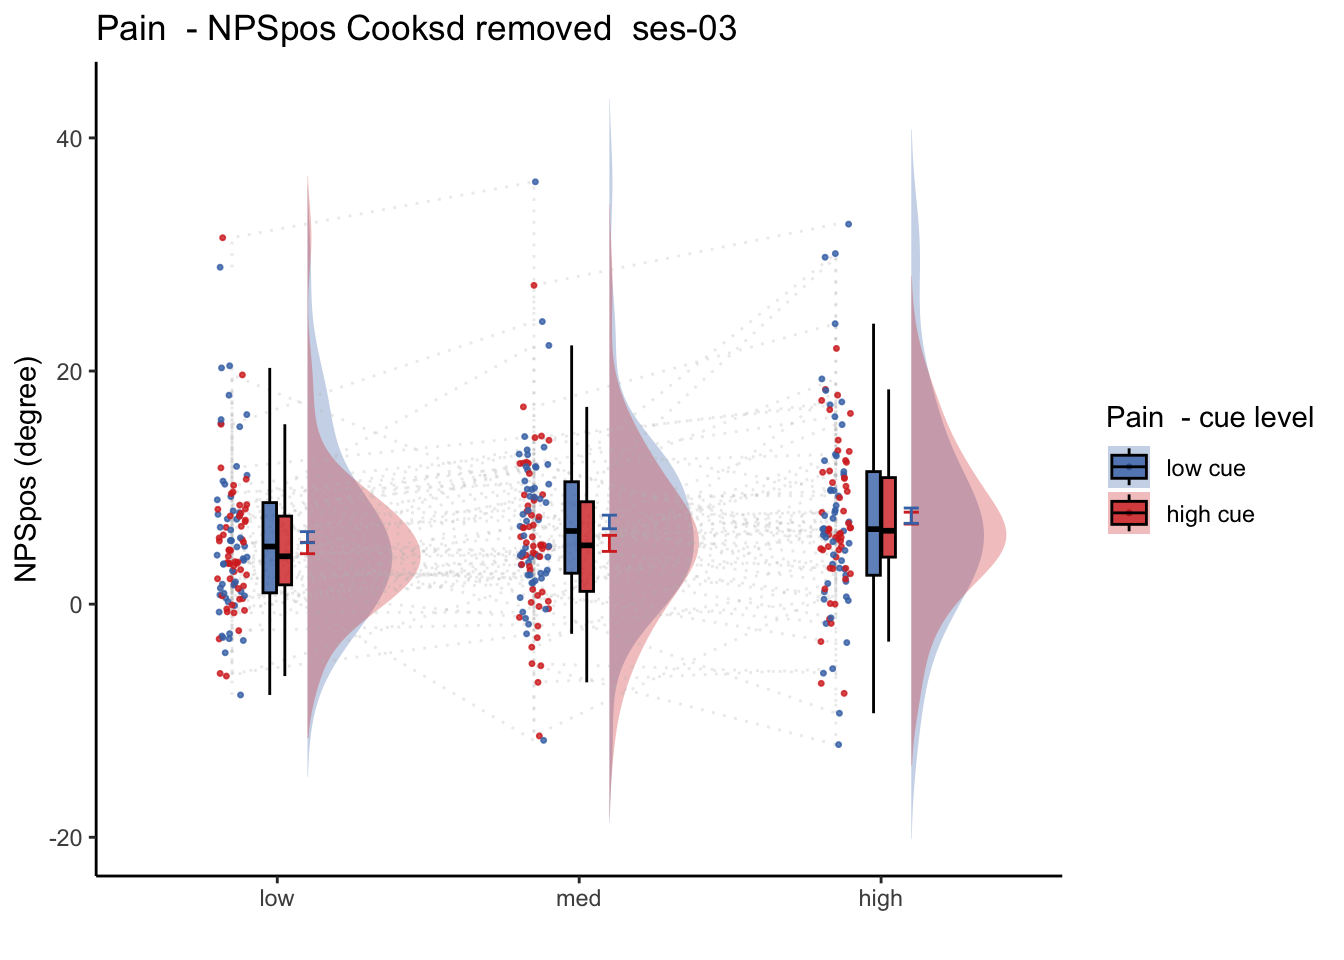 Pain  - NPSpos Cooksd removed  ses-03
NPSpos (degree)
40
20
0
-20
low
med
high
Pain  - cue level
low cue
high cue